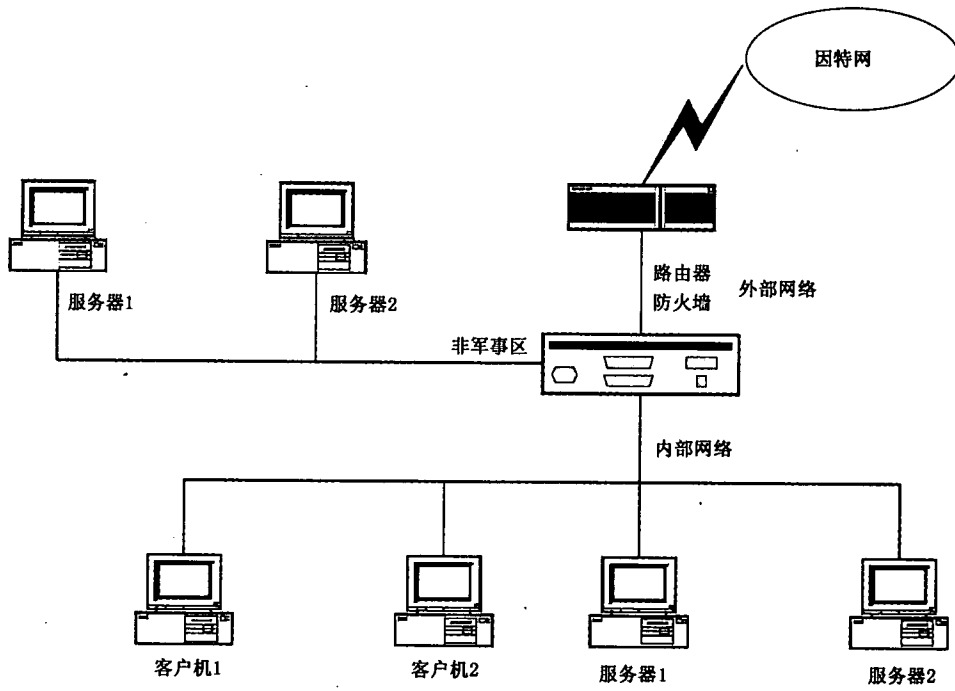 因特网
服务器1
服务器2
路由器
防火墙
外部网络
非军事区
内部网络
客户机1
客户机2
服务器1
服务器2